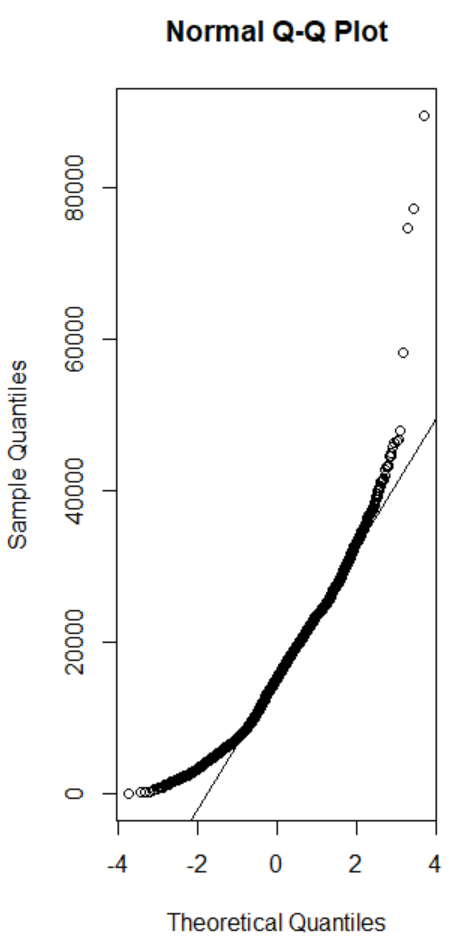 Normal Q-Q Plot
Sample Quantiles
80000
60000
40000
20000
0
-4 -2 0 2 4
Theoretical Quantiles